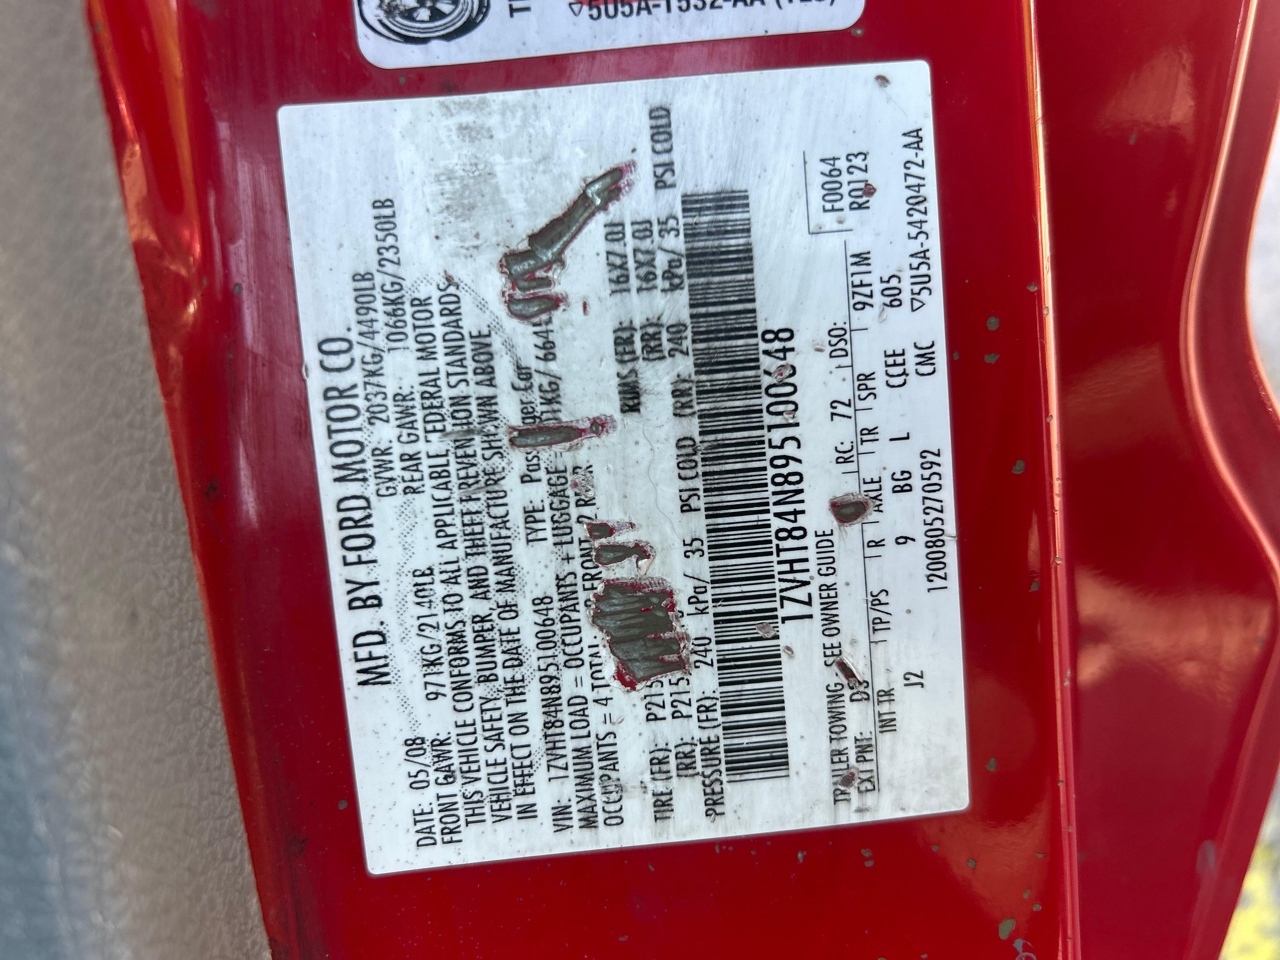 5U5A-1532-AA
MFD. BY FORD MOTOR CO.
DATE: 05/08 GVWR: 2037KG/4490LB
FRONT GAWR: 971KG/2140LB REAR GAWR: 1066KG/2350LB
THIS VEHICLE CONFORMS TO ALL APPLICABLE FEDERAL MOTOR
VEHICLE SAFETY, BUMPER, AND THEFT PREVENTION STANDARDS
IN EFFECT ON THE DATE OF MANUFACTURE SHOWN ABOVE.
VIN: 1ZVHT84N895100648 TYPE: Passenger Car
MAXIMUM LOAD = OCCUPANTS + LUGGAGE = 1KG/ 664
OCCUPANTS = 4 TOTAL 2 FRONT 2
TIRE (FR): P215 RIMS (FR): 16X7.0J
(RR): P215 (RR): 16X7.0J PSI COLD
PRESSURE (FR): 240 kPa/ 35 PSI COLD (RR): 240 kPa/ 35
1ZVHT84N895100648
TRAILER TOWING - SEE OWNER GUIDE F0064
EXT PNT: D3 RC: 72 DSO: R0123
INT TR TP/PS R AXLE TR SPR 9ZF1M
J2 9 BG L CCEE 605
1200805270592 CMC ▽5U5A-5420472-AA